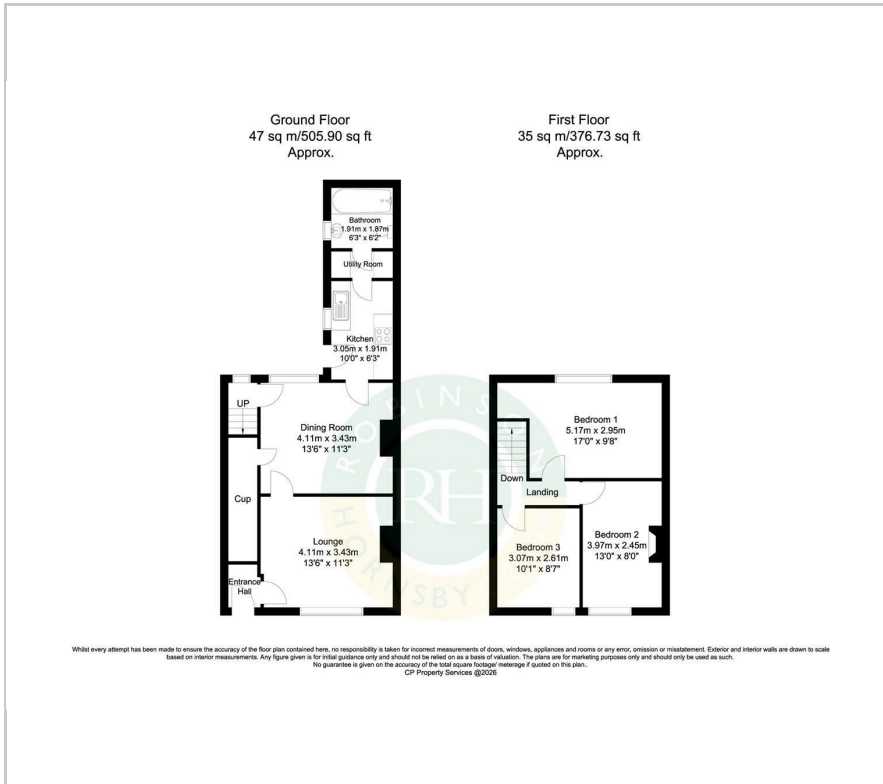 Ground Floor
47 sq m/505.90 sq ft
Approx.
First Floor
35 sq m/376.73 sq ft
Approx.
Bathroom
1.91m x 1.87m
6'3" x 6'2"
Utility Room
Kitchen
3.05m x 1.91m
10'0" x 6'3"
UP
Dining Room
4.11m x 3.43m
13'6" x 11'3"
Cup
Lounge
4.11m x 3.43m
13'6" x 11'3"
Entrance
Hall
Bedroom 1
5.17m x 2.95m
17'0" x 9'8"
Down
Landing
Bedroom 2
3.97m x 2.45m
13'0" x 8'0"
Bedroom 3
3.07m x 2.61m
10'1" x 8'7"
ROBINSON
RH
HORNSBY
Whilst every attempt has been made to ensure the accuracy of the floor plan contained here, no responsibility is taken for incorrect measurements of doors, windows, appliances and rooms or any error, omission or misstatement. Exterior and interior walls are drawn to scale
based on interior measurements. Any figure given is for initial guidance only and should not be relied on as a basis of valuation. The plans are for marketing purposes only and should only be used as such.
No guarantee is given on the accuracy of the total square footage/ meterage if quoted on this plan..
CP Property Services @2026